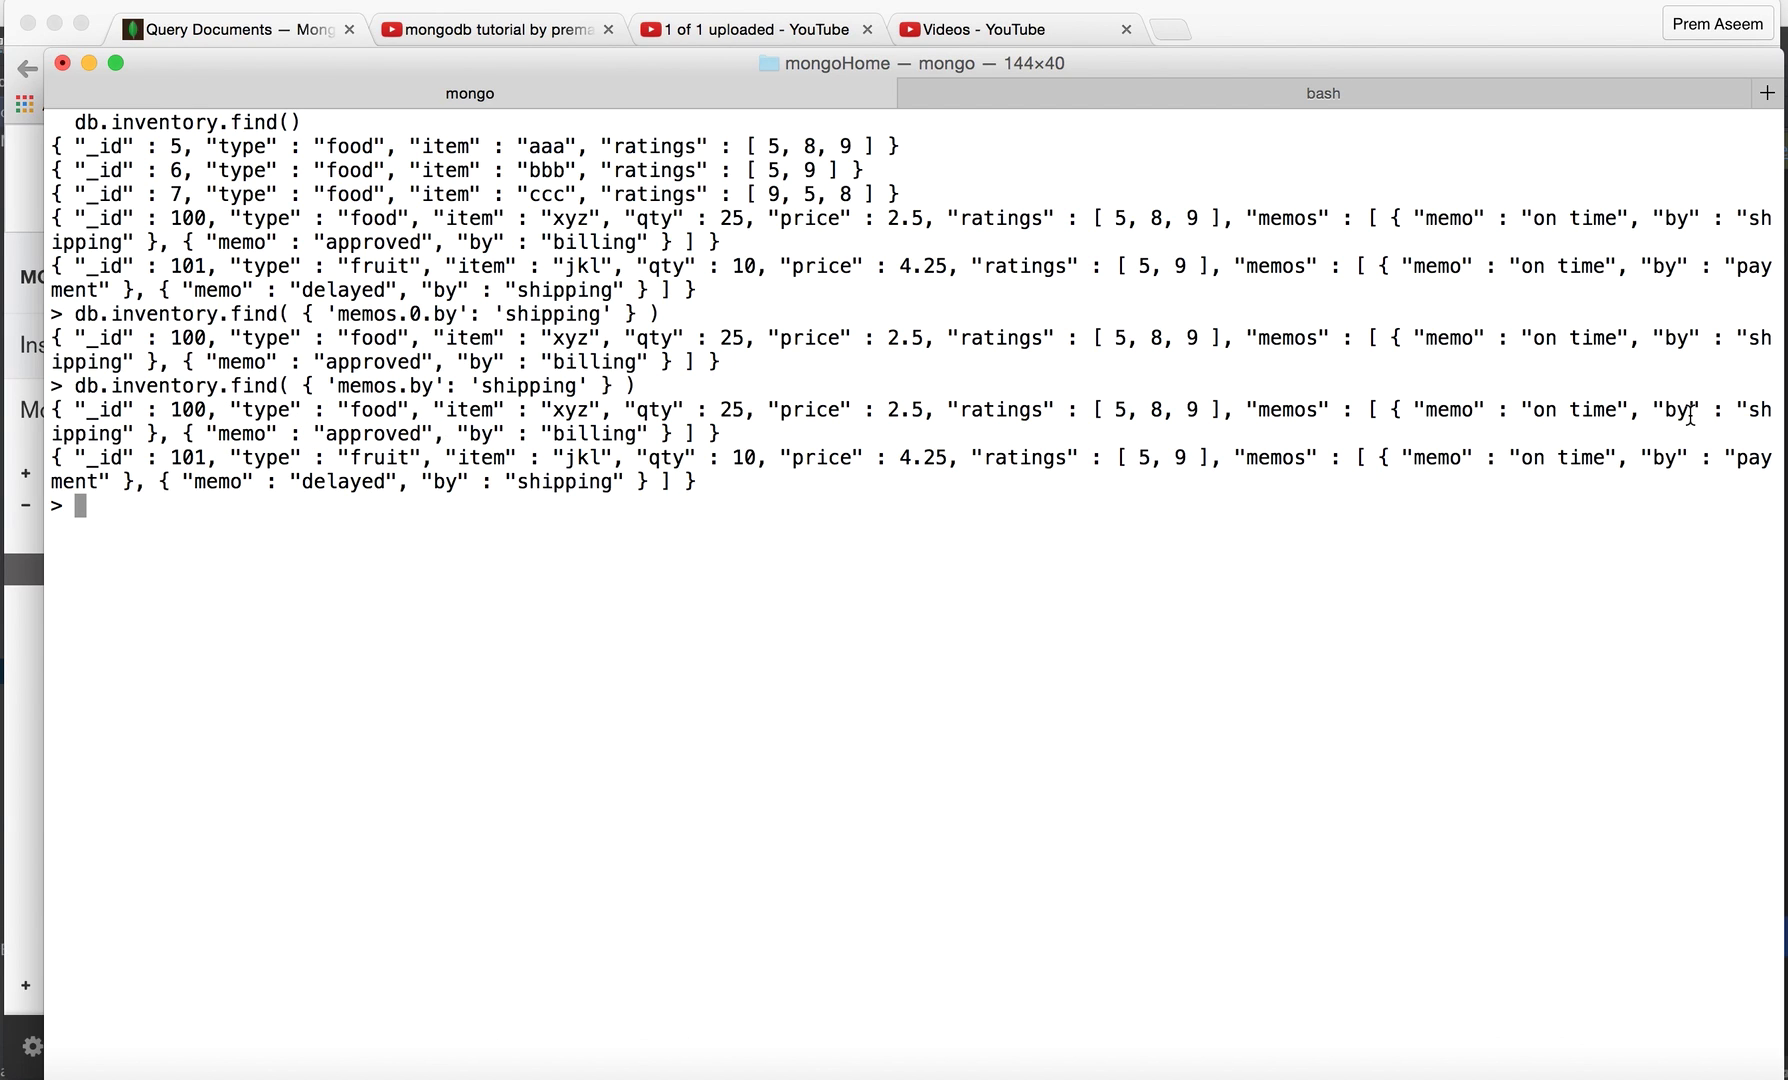 Query Documents — Mong
mongodb tutorial by prema
1 of 1 uploaded - YouTube
Videos - YouTube
Prem Aseem
mongoHome — mongo — 144×40
mongo
bash
+
db.inventory.find()
{ "_id" : 5, "type" : "food", "item" : "aaa", "ratings" : [ 5, 8, 9 ] }
{ "_id" : 6, "type" : "food", "item" : "bbb", "ratings" : [ 5, 9 ] }
{ "_id" : 7, "type" : "food", "item" : "ccc", "ratings" : [ 9, 5, 8 ] }
{ "_id" : 100, "type" : "food", "item" : "xyz", "qty" : 25, "price" : 2.5, "ratings" : [ 5, 8, 9 ], "memos" : [ { "memo" : "on time", "by" : "sh
ipping" }, { "memo" : "approved", "by" : "billing" } ] }
{ "_id" : 101, "type" : "fruit", "item" : "jkl", "qty" : 10, "price" : 4.25, "ratings" : [ 5, 9 ], "memos" : [ { "memo" : "on time", "by" : "pay
ment" }, { "memo" : "delayed", "by" : "shipping" } ] }
> db.inventory.find( { 'memos.0.by': 'shipping' } )
{ "_id" : 100, "type" : "food", "item" : "xyz", "qty" : 25, "price" : 2.5, "ratings" : [ 5, 8, 9 ], "memos" : [ { "memo" : "on time", "by" : "sh
ipping" }, { "memo" : "approved", "by" : "billing" } ] }
> db.inventory.find( { 'memos.by': 'shipping' } )
{ "_id" : 100, "type" : "food", "item" : "xyz", "qty" : 25, "price" : 2.5, "ratings" : [ 5, 8, 9 ], "memos" : [ { "memo" : "on time", "by" : "sh
ipping" }, { "memo" : "approved", "by" : "billing" } ] }
{ "_id" : 101, "type" : "fruit", "item" : "jkl", "qty" : 10, "price" : 4.25, "ratings" : [ 5, 9 ], "memos" : [ { "memo" : "on time", "by" : "pay
ment" }, { "memo" : "delayed", "by" : "shipping" } ] }
>